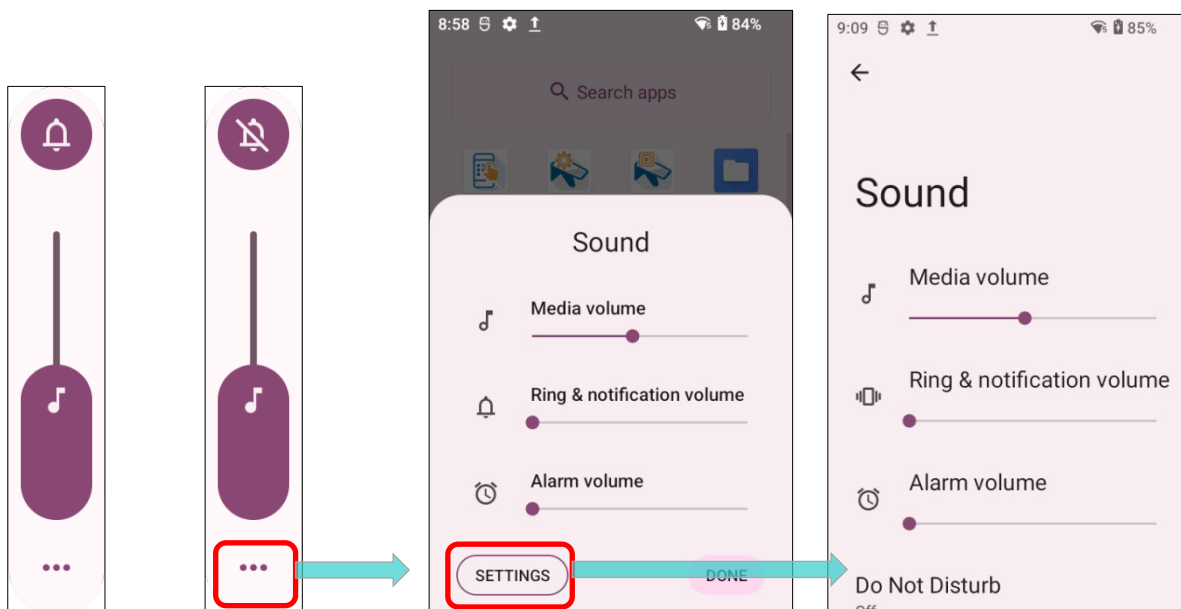 8:58
84%
Search apps
Sound
Media volume
Ring & notification volume
Alarm volume
SETTINGS
DONE
9:09
85%
Sound
Media volume
Ring & notification volume
Alarm volume
Do Not Disturb
Off